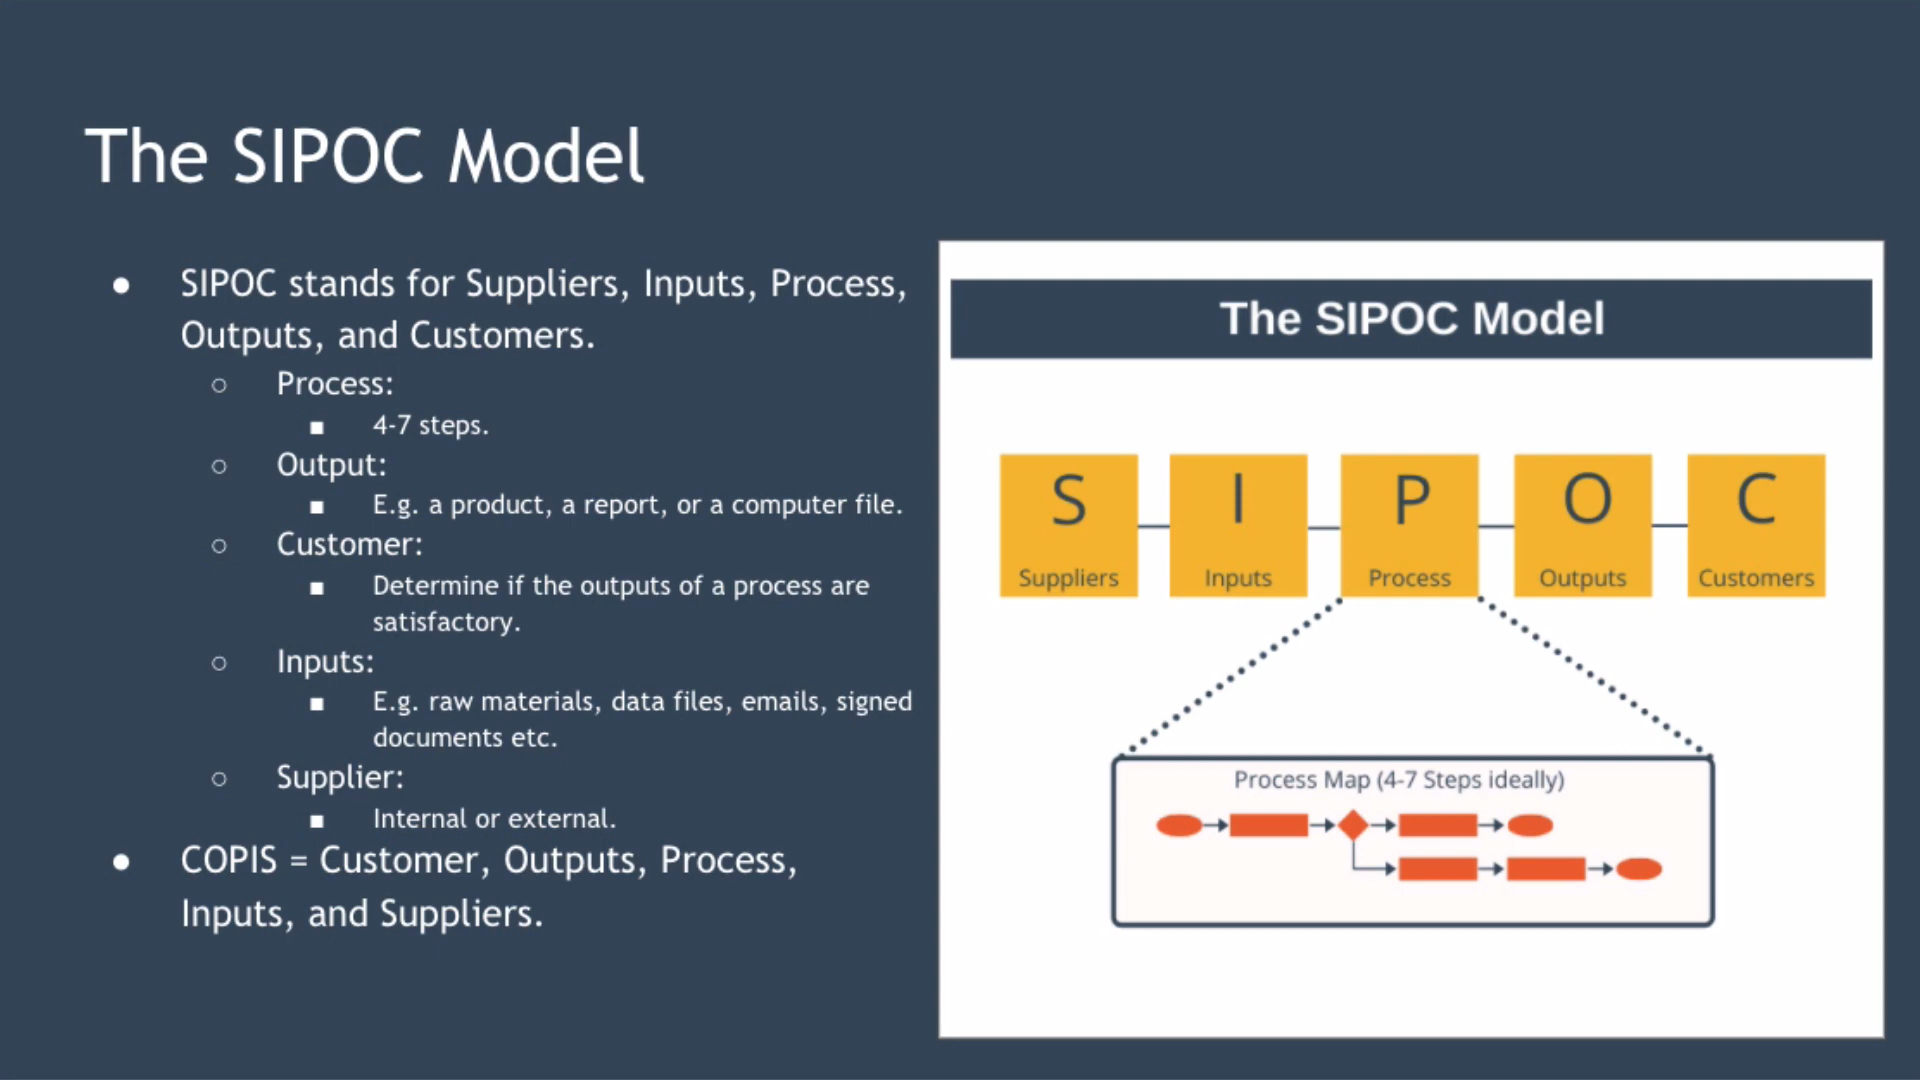 The SIPOC Model
● SIPOC stands for Suppliers, Inputs, Process,
Outputs, and Customers.
○ Process:
■ 4-7 steps.
○ Output:
■ E.g. a product, a report, or a computer file.
○ Customer:
■ Determine if the outputs of a process are
satisfactory.
○ Inputs:
■ E.g. raw materials, data files, emails, signed
documents etc.
○ Supplier:
■ Internal or external.
● COPIS = Customer, Outputs, Process,
Inputs, and Suppliers.
The SIPOC Model
S I P O C
Suppliers Inputs Process Outputs Customers
Process Map (4-7 Steps ideally)